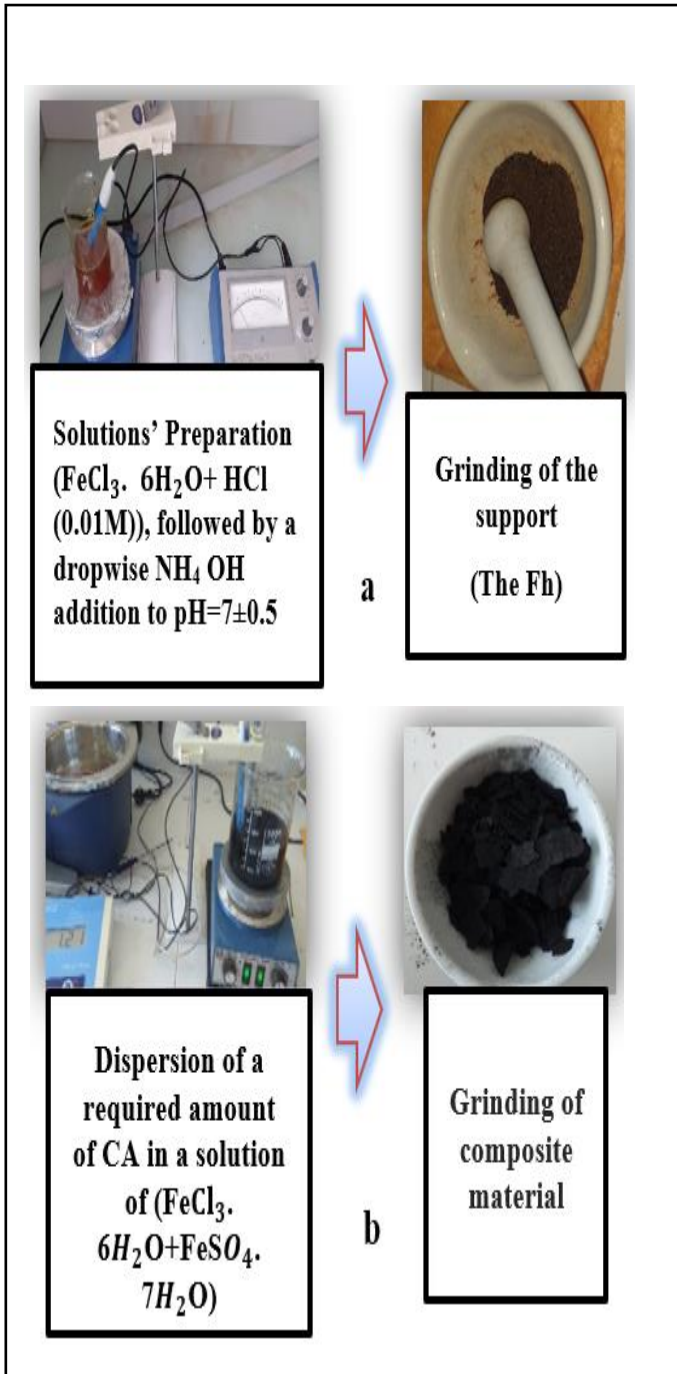 Solutions’ Preparation
(FeCl₃. 6H₂O+ HCl
(0.01M)), followed by a
dropwise NH₄ OH
addition to pH=7±0.5
Grinding of the
support
(The Fh)
a
Dispersion of a
required amount
of CA in a solution
of (FeCl₃.
6H₂O+FeSO₄.
7H₂O)
Grinding of
composite
material
b